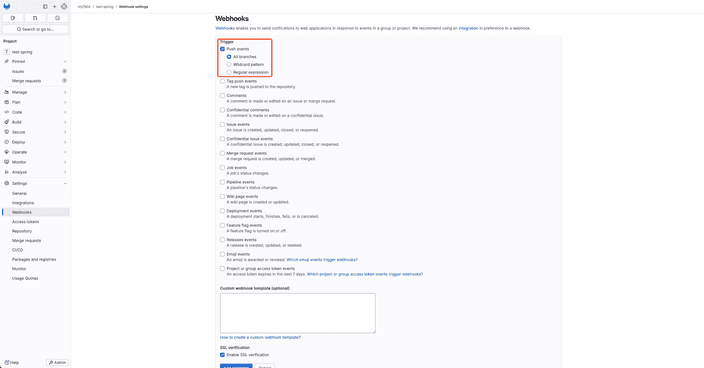 test-spring
Webhook settings
Search or go to...
Project
test-spring
Pinned
Issues
Merge requests
Manage
Plan
Code
Build
Secure
Deploy
Operate
Monitor
Analyze
Settings
General
Integrations
Webhooks
Access tokens
Repository
Merge requests
CI/CD
Packages and registries
Monitor
Usage Quotas
Help
Admin
Webhooks
Webhooks enable you to send notifications to web applications in response to events in a group or project. We recommend using an integration in preference to a webhook.
Trigger
Push events
All branches
Wildcard pattern
Regular expression
Tag push events
A new tag is pushed to the repository.
Comments
A comment is made or edited on an issue or merge request.
Confidential comments
A comment is made or edited on a confidential issue.
Issue events
An issue is created, updated, closed, or reopened.
Confidential issue events
A confidential issue is created, updated, closed, or reopened.
Merge request events
A merge request is created, updated, or merged.
Job events
A job's status changes.
Pipeline events
A pipeline's status changes.
Wiki page events
A wiki page is created or updated.
Deployment events
A deployment starts, finishes, fails, or is canceled.
Feature flag events
A feature flag is turned on or off.
Releases events
A release is created, updated, or deleted.
Emoji events
An emoji is awarded or revoked. Which emoji events trigger webhooks?
Project or group access token events
An access token expires in the next 7 days. Which project or group access token events trigger webhooks?
Custom webhook template (optional)
How to create a custom webhook template?
SSL verification
Enable SSL verification